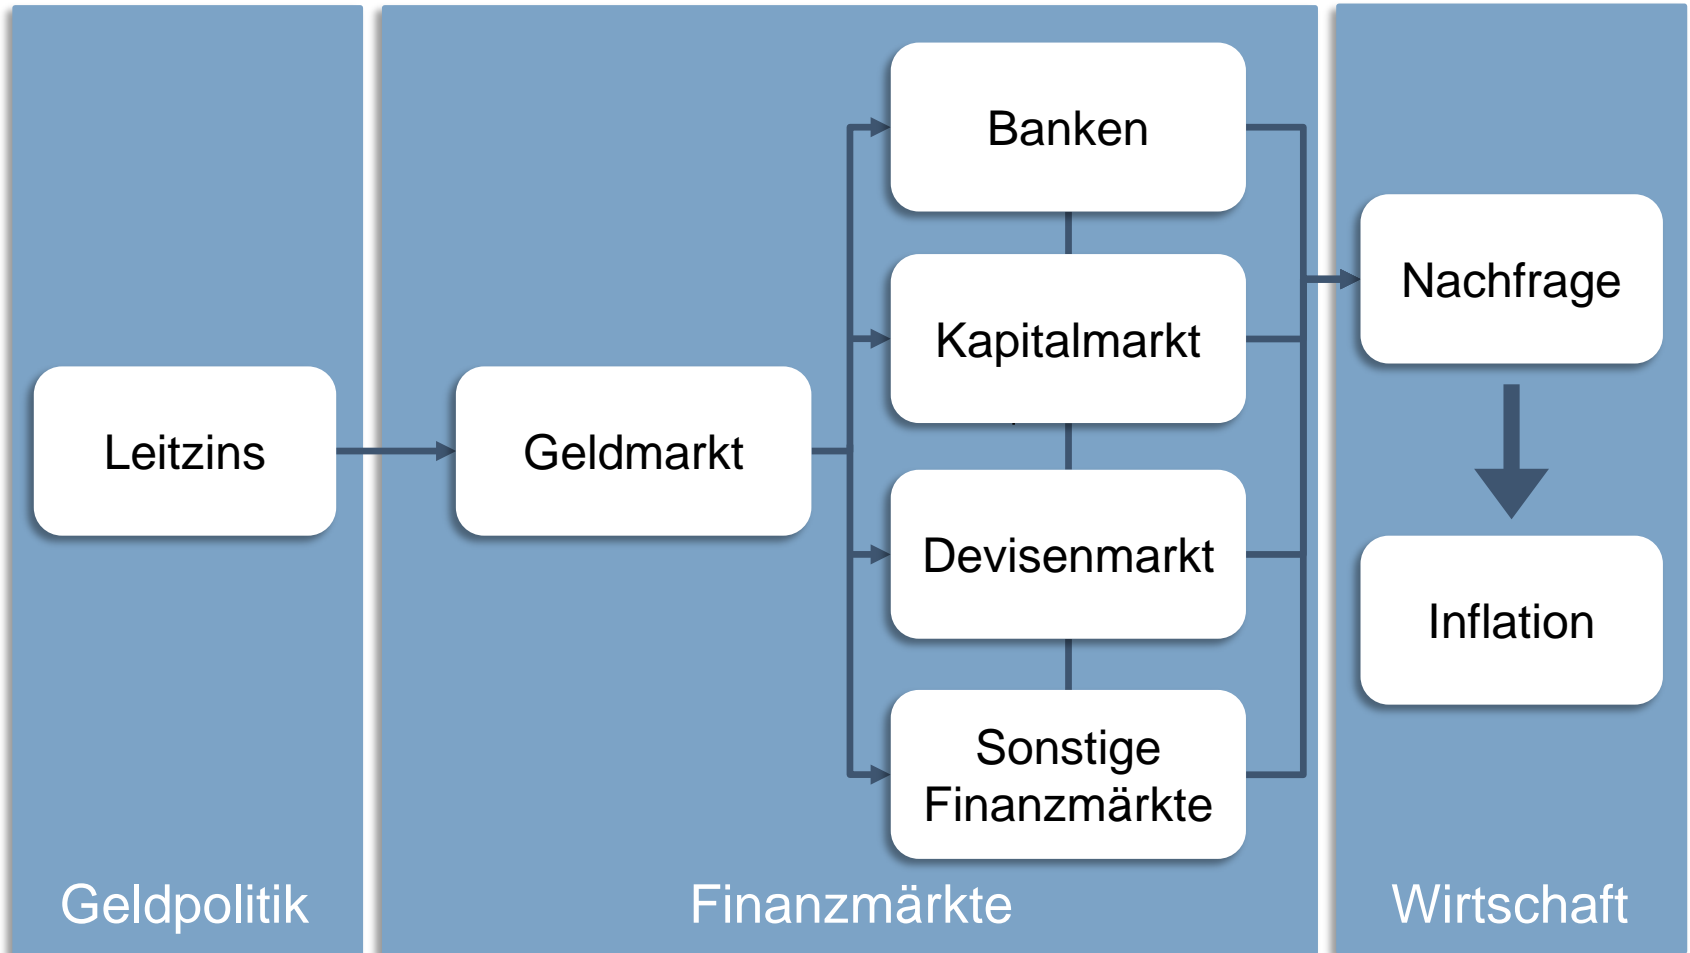 Leitzins
Geldmarkt
Banken
Kapitalmarkt
Devisenmarkt
Sonstige
Finanzmärkte
Nachfrage
Inflation
Geldpolitik
Finanzmärkte
Wirtschaft